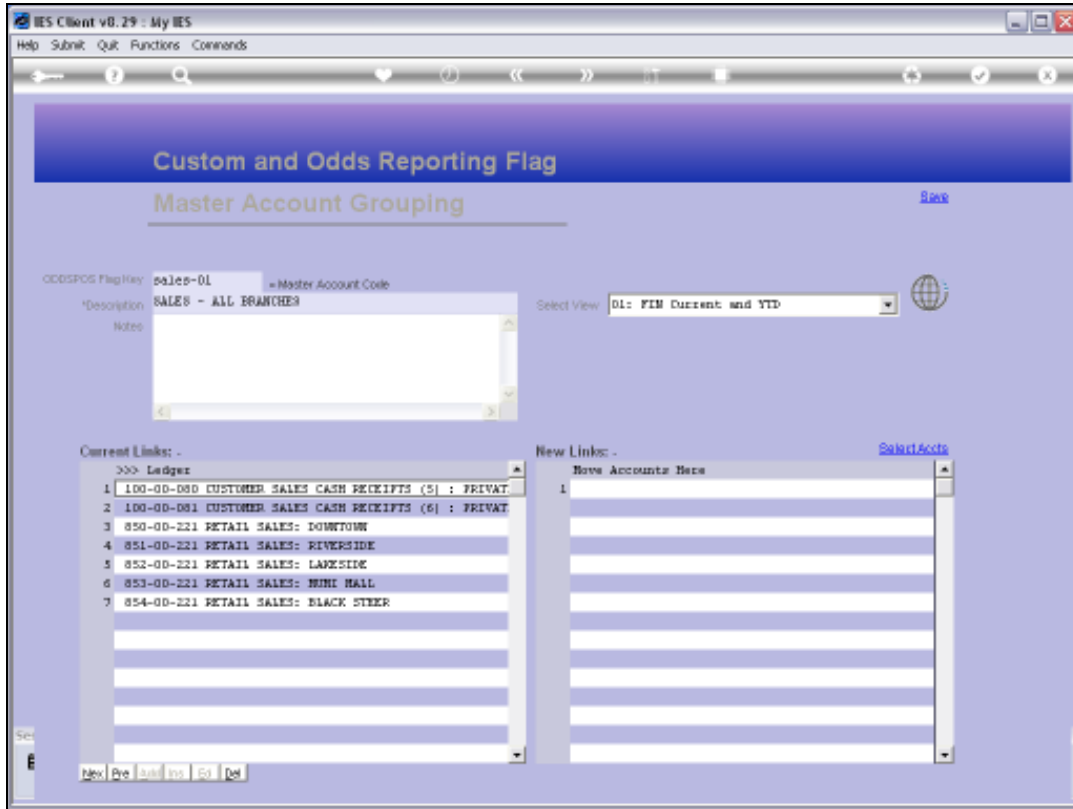 IES Client v8.29 : My IES
Help Submit Quit Functions Commands
Custom and Odds Reporting Flag
Master Account Grouping
Save
ODDSPOS Flag Key sales-01 = Master Account Code
*Description SALES - ALL BRANCHES
Select View 01: FIN Current and YTD
Notes
Current Links: -
New Links: -
Select Accts
>>> Ledger
Move Accounts Here
1 100-00-080 CUSTOMER SALES CASH RECEIPTS (5) : PRIVAT
1
2 100-00-081 CUSTOMER SALES CASH RECEIPTS (6) : PRIVAT
3 850-00-221 RETAIL SALES: DOWNTOWN
4 851-00-221 RETAIL SALES: RIVERSIDE
5 852-00-221 RETAIL SALES: LAKESIDE
6 853-00-221 RETAIL SALES: MUMI MALL
7 854-00-221 RETAIL SALES: BLACK STEER
Nex Pre Add Ins Ed Del